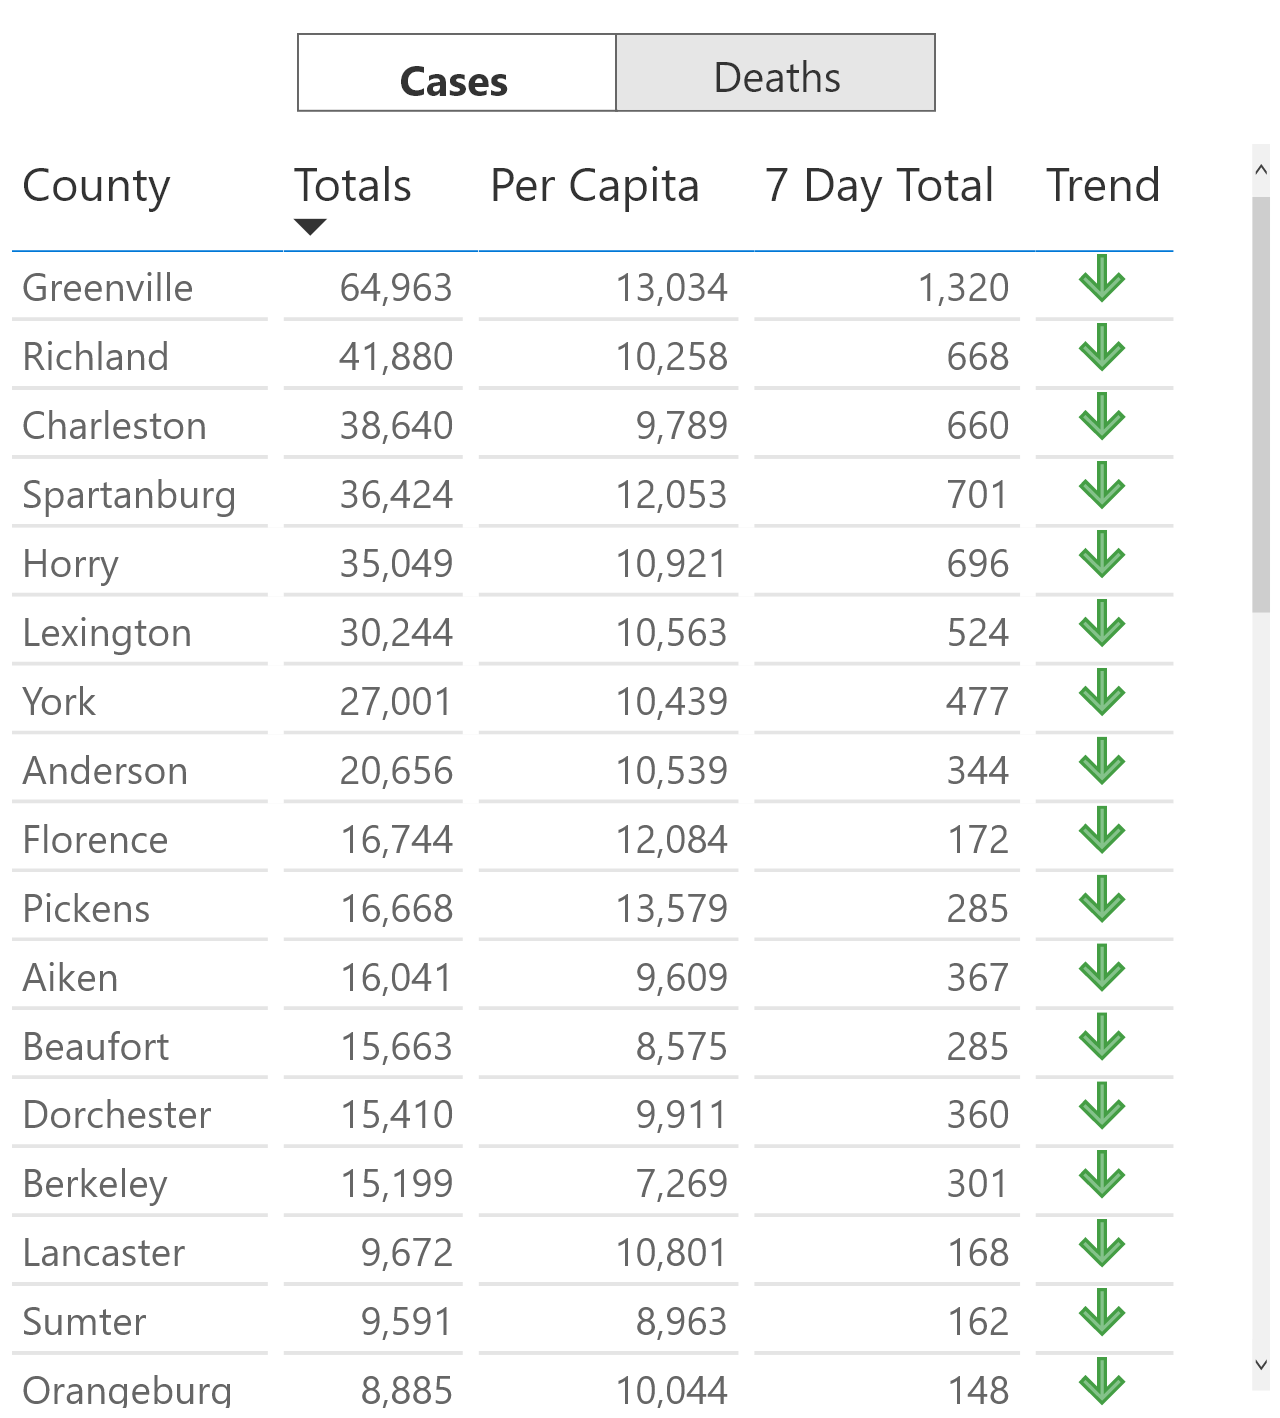 Cases Deaths
County Totals Per Capita 7 Day Total Trend
Greenville 64,963 13,034 1,320
Richland 41,880 10,258 668
Charleston 38,640 9,789 660
Spartanburg 36,424 12,053 701
Horry 35,049 10,921 696
Lexington 30,244 10,563 524
York 27,001 10,439 477
Anderson 20,656 10,539 344
Florence 16,744 12,084 172
Pickens 16,668 13,579 285
Aiken 16,041 9,609 367
Beaufort 15,663 8,575 285
Dorchester 15,410 9,911 360
Berkeley 15,199 7,269 301
Lancaster 9,672 10,801 168
Sumter 9,591 8,963 162
Orangeburg 8,885 10,044 148